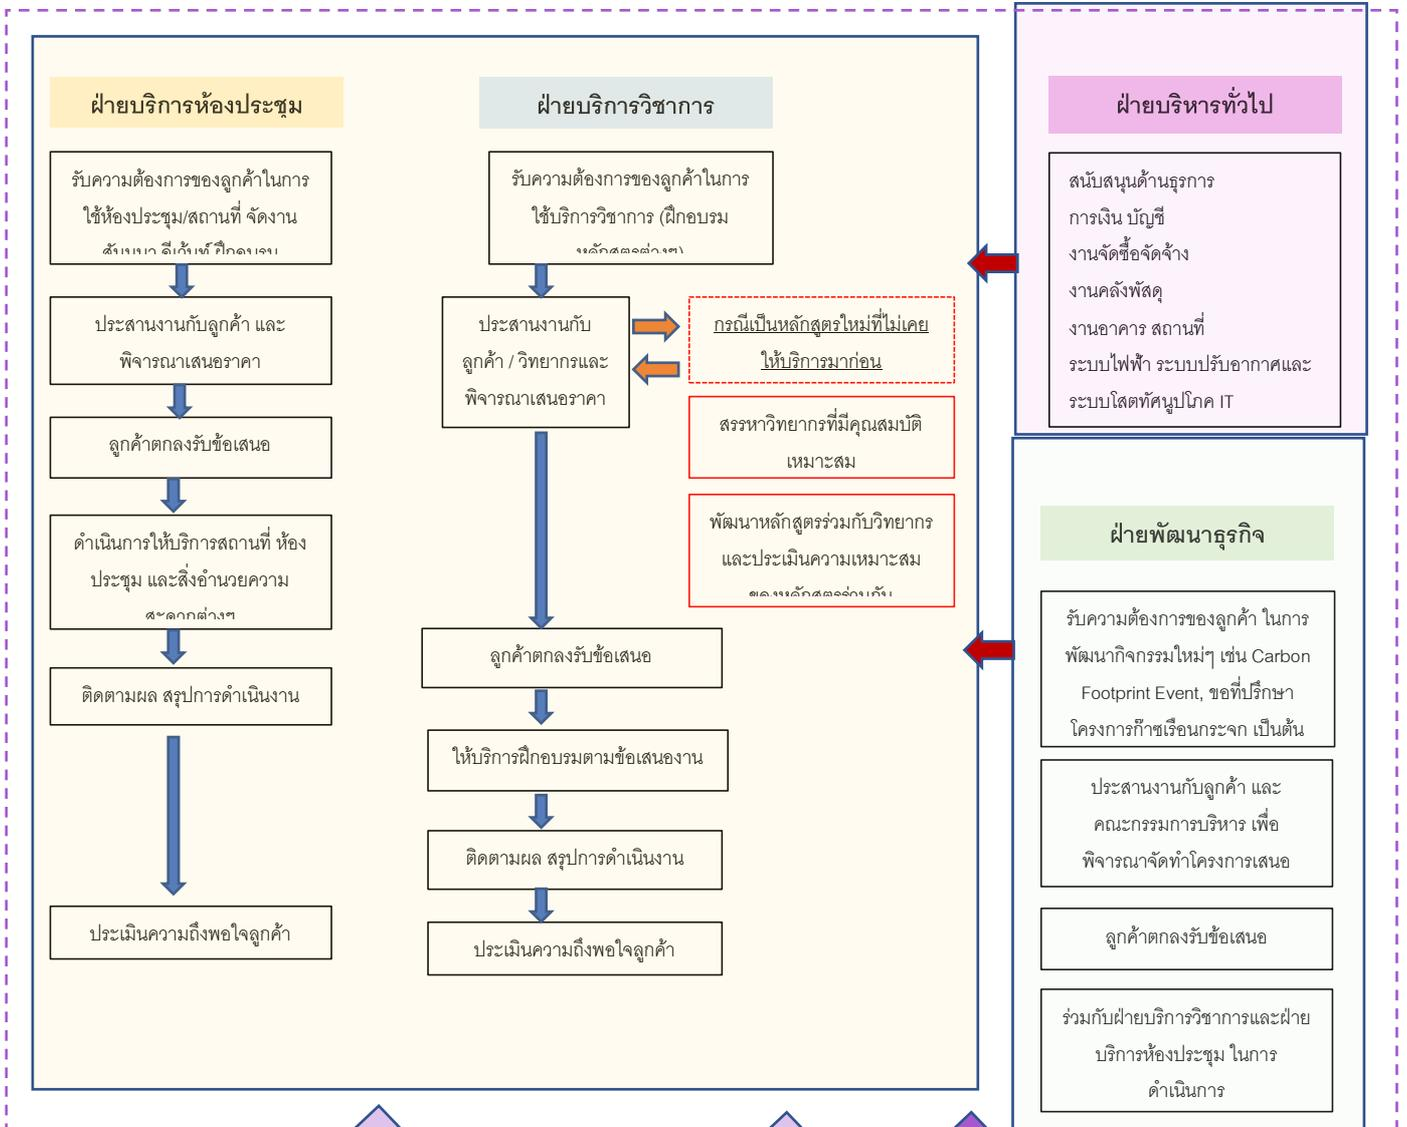 ฝ่ายบริการห้องประชุม
รับความต้องการของลูกค้าในการ
ใช้ห้องประชุม/สถานที่ จัดงาน
ประสานงานกับลูกค้า และ
พิจารณาเสนอราคา
ลูกค้าตกลงรับข้อเสนอ
ดำเนินการให้บริการสถานที่ ห้อง
ประชุม และสิ่งอำนวยความ
สะดวกต่างๆ
ติดตามผล สรุปการดำเนินงาน
ประเมินความถึงพอใจลูกค้า
ฝ่ายบริการวิชาการ
รับความต้องการของลูกค้าในการ
ใช้บริการวิชาการ (ฝึกอบรม
หลักสูตรต่างๆ)
ประสานงานกับ
ลูกค้า / วิทยากรและ
พิจารณาเสนอราคา
กรณีเป็นหลักสูตรใหม่ที่ไม่เคย
ให้บริการมาก่อน
สรรหาวิทยากรที่มีคุณสมบัติ
เหมาะสม
พัฒนาหลักสูตรร่วมกับวิทยากร
และประเมินความเหมาะสม
ของหลักสูตรร่วมกับ
ลูกค้าตกลงรับข้อเสนอ
ให้บริการฝึกอบรมตามข้อเสนองาน
ติดตามผล สรุปการดำเนินงาน
ประเมินความถึงพอใจลูกค้า
ฝ่ายบริหารทั่วไป
สนับสนุนด้านธุรการ
การเงิน บัญชี
งานจัดซื้อจัดจ้าง
งานคลังพัสดุ
งานอาคาร สถานที่
ระบบไฟฟ้า ระบบปรับอากาศและ
ระบบโสตทัศนูปโภค IT
ฝ่ายพัฒนาธุรกิจ
รับความต้องการของลูกค้า ในการ
พัฒนากิจกรรมใหม่ๆ เช่น Carbon
Footprint Event, ขอที่ปรึกษา
โครงการก๊าซเรือนกระจก เป็นต้น
ประสานงานกับลูกค้า และ
คณะกรรมการบริหาร เพื่อ
พิจารณาจัดทำโครงการเสนอ
ลูกค้าตกลงรับข้อเสนอ
ร่วมกับฝ่ายบริการวิชาการและฝ่าย
บริการห้องประชุม ในการ
ดำเนินการ